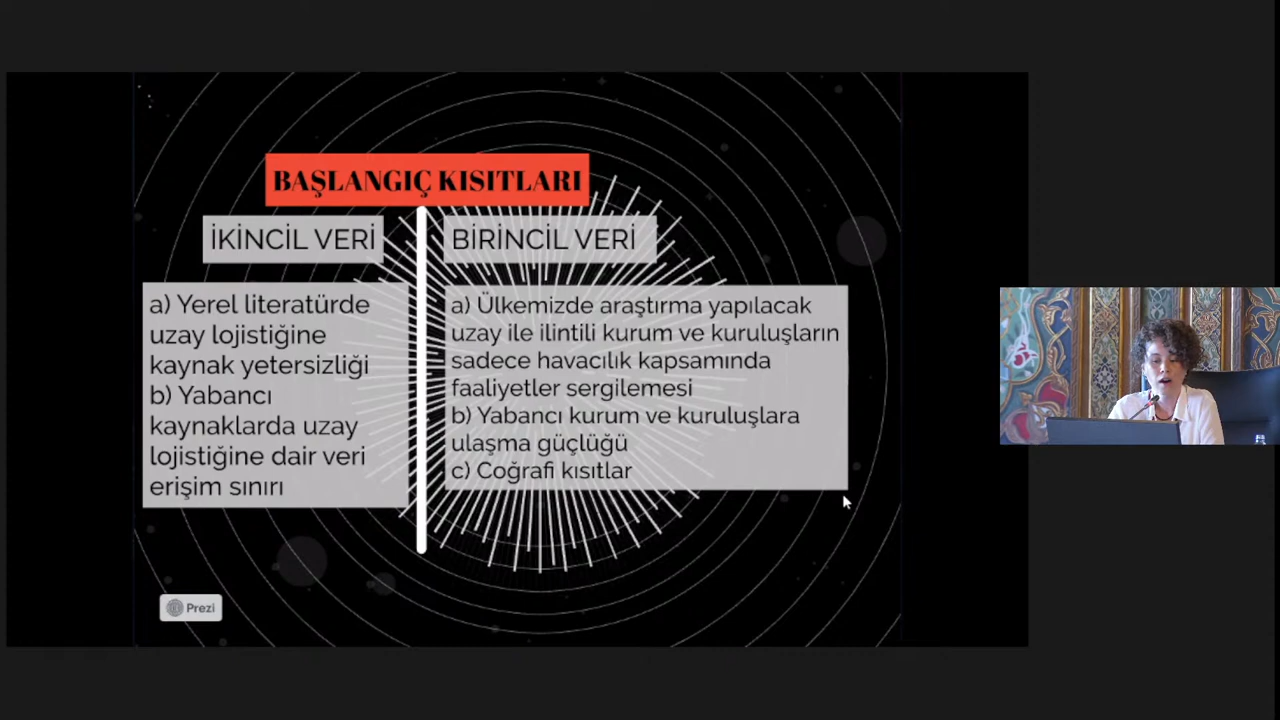 BAŞLANGIÇ KISITLARI
İKİNCİL VERİ
a) Yerel literatürde
uzay lojistiğine
kaynak yetersizliği
b) Yabancı
kaynaklarda uzay
lojistiğine dair veri
erişim sınırı
BİRİNCİL VERİ
a) Ülkemizde araştırma yapılacak
uzay ile ilintili kurum ve kuruluşların
sadece havacılık kapsamında
faaliyetler sergilemesi
b) Yabancı kurum ve kuruluşlara
ulaşma güçlüğü
c) Coğrafi kısıtlar
Prezi